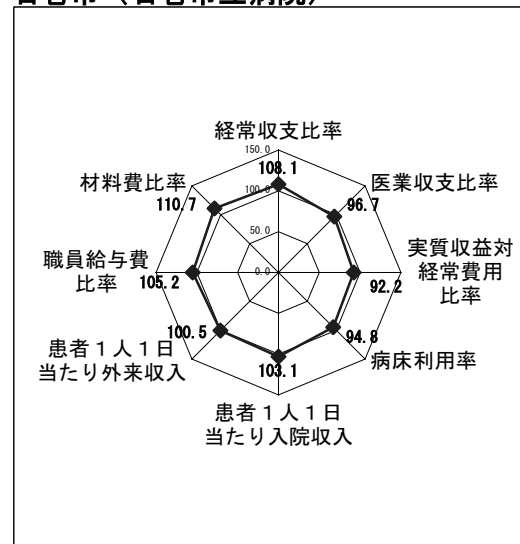 経常収支比率
150.0
108.1
100.0
50.0
0.0
医業収支比率
96.7
実質収益対
経常費用
比率
92.2
病床利用率
94.8
患者１人１日
当たり入院収入
103.1
患者１人１日
当たり外来収入
100.5
職員給与費
比率
105.2
材料費比率
110.7